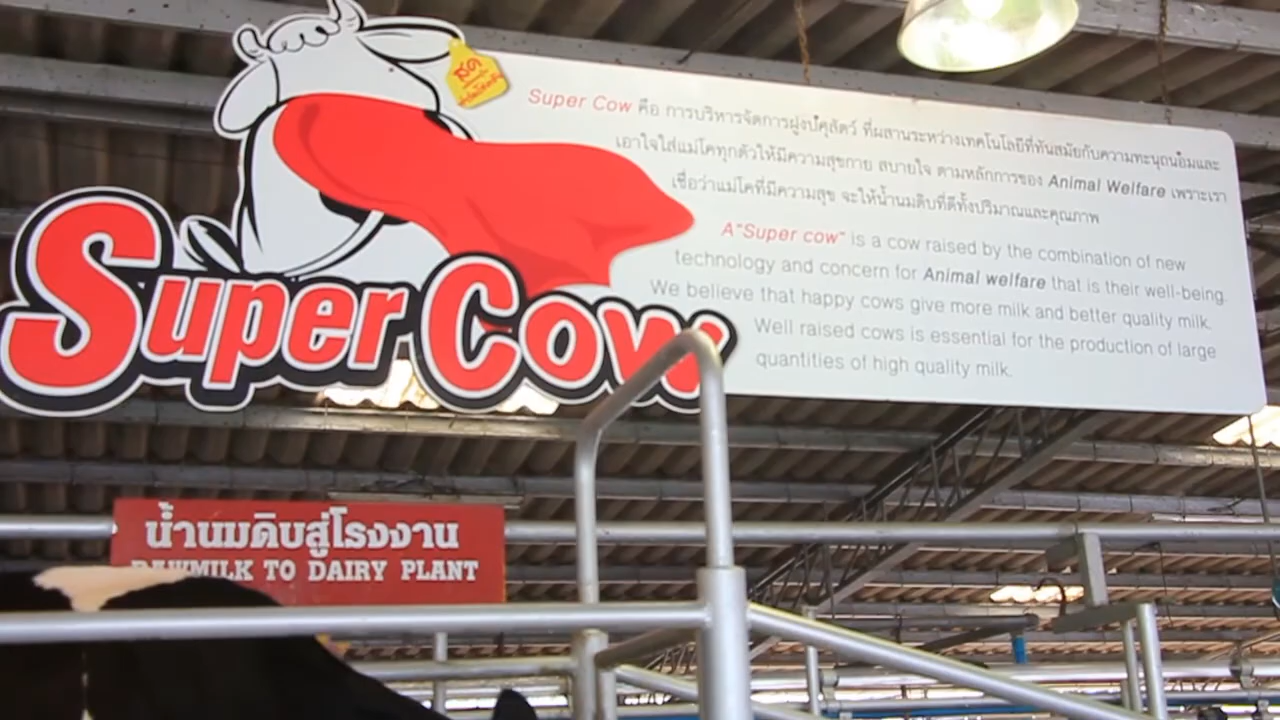 สด
Super Cow คือ การบริหารจัดการฝูงปศุสัตว์ ที่ผสานระหว่างเทคโนโลยีที่ทันสมัยกับความทะนุถนอมและ
เอาใจใส่แม่โคทุกตัวให้มีความสุขกาย สบายใจ ตามหลักการของ Animal Welfare เพราะเรา
เชื่อว่าแม่โคที่มีความสุข จะให้น้ำนมดิบที่ดีทั้งปริมาณและคุณภาพ
A"Super cow" is a cow raised by the combination of new
technology and concern for Animal welfare that is their well-being.
We believe that happy cows give more milk and better quality milk.
Well raised cows is essential for the production of large
quantities of high quality milk.
Super Cow
น้ำนมดิบสู่โรงงาน
RAWMILK TO DAIRY PLANT